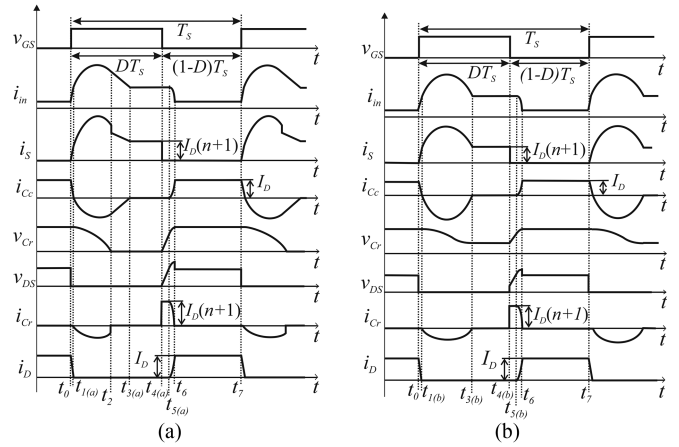 T_S
v_GS
t
DT_S (1-D)T_S
i_in
t
i_S
I_D(n+1)
t
i_Cc
I_D
t
v_Cr
t
v_DS
t
i_Cr
I_D(n+1)
t
i_D
I_D
t
t_0 t_1(a) t_2 t_3(a) t_4(a) t_5(a) t_6 t_7
(a)
T_S
v_GS
t
DT_S (1-D)T_S
i_in
t
i_S
I_D(n+1)
t
i_Cc
I_D
t
v_Cr
t
v_DS
t
i_Cr
I_D(n+1)
t
i_D
I_D
t
t_0 t_1(b) t_3(b) t_4(b) t_5(b) t_6 t_7
(b)